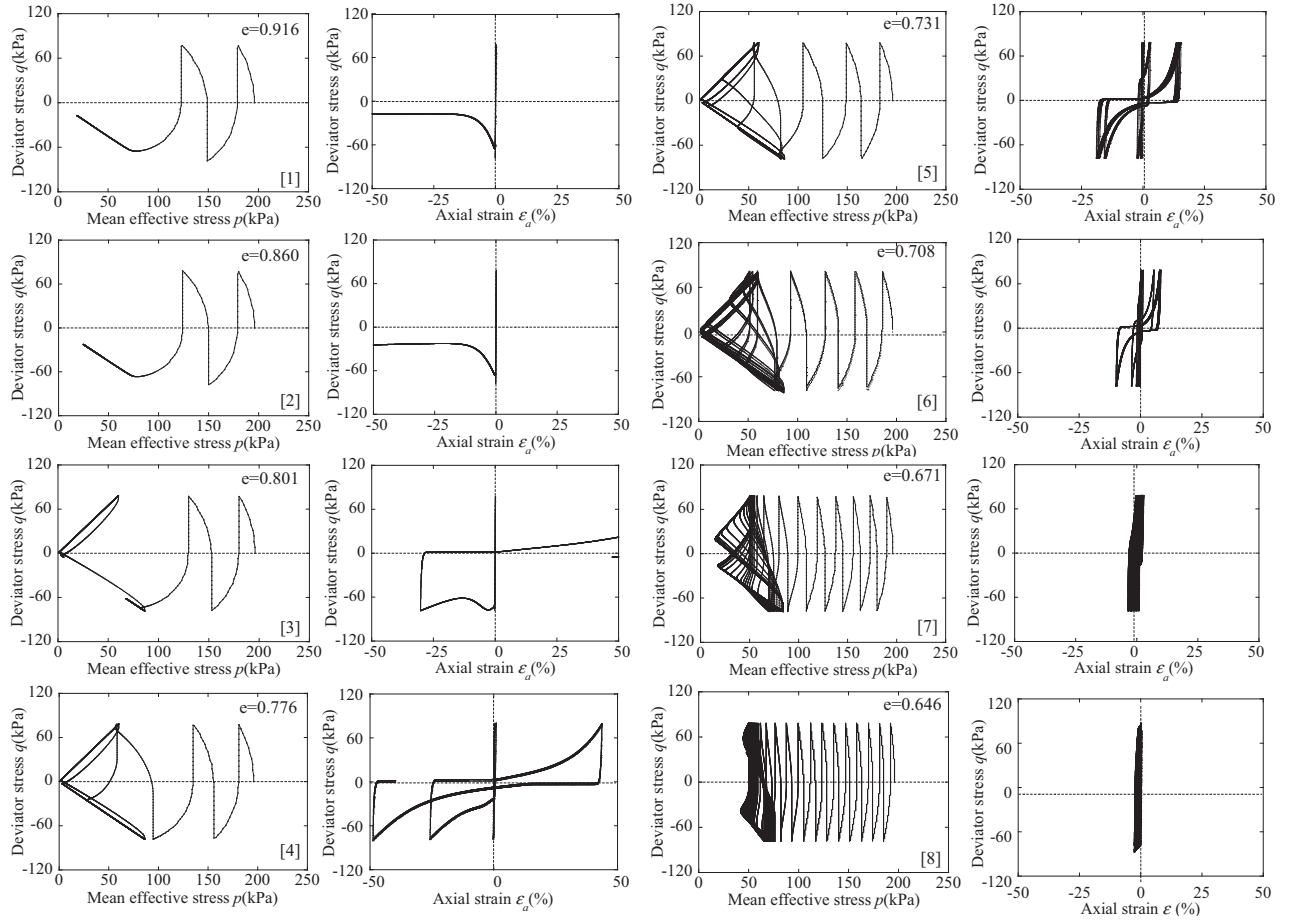 e=0.916
Deviator stress q(kPa)
120
60
0
-60
-120
[1]
0 50 100 150 200 250
Mean effective stress p(kPa)
Deviator stress q(kPa)
120
60
0
-60
-120
-50 -25 0 25 50
Axial strain εa(%)
e=0.731
Deviator stress q(kPa)
120
60
0
-60
-120
[5]
0 50 100 150 200 250
Mean effective stress p(kPa)
Deviator stress q(kPa)
120
60
0
-60
-120
-50 -25 0 25 50
Axial strain εa(%)
e=0.860
Deviator stress q(kPa)
120
60
0
-60
-120
[2]
0 50 100 150 200 250
Mean effective stress p(kPa)
Deviator stress q(kPa)
120
60
0
-60
-120
-50 -25 0 25 50
Axial strain εa(%)
e=0.708
Deviator stress q(kPa)
120
60
0
-60
-120
[6]
0 50 100 150 200 250
Mean effective stress p(kPa)
Deviator stress q(kPa)
120
60
0
-60
-120
-50 -25 0 25 50
Axial strain εa(%)
e=0.801
Deviator stress q(kPa)
120
60
0
-60
-120
[3]
0 50 100 150 200 250
Mean effective stress p(kPa)
Deviator stress q(kPa)
120
60
0
-60
-120
-50 -25 0 25 50
Axial strain εa(%)
e=0.671
Deviator stress q(kPa)
120
60
0
-60
-120
[7]
0 50 100 150 200 250
Mean effective stress p(kPa)
Deviator stress q(kPa)
120
60
0
-60
-120
-50 -25 0 25 50
Axial strain εa(%)
e=0.776
Deviator stress q(kPa)
120
60
0
-60
-120
[4]
0 50 100 150 200 250
Mean effective stress p(kPa)
Deviator stress q(kPa)
120
60
0
-60
-120
-50 -25 0 25 50
Axial strain εa(%)
e=0.646
Deviator stress q(kPa)
120
60
0
-60
-120
[8]
0 50 100 150 200 250
Mean effective stress p(kPa)
Deviator stress q(kPa)
120
60
0
-60
-120
-50 -25 0 25 50
Axial strain εa(%)